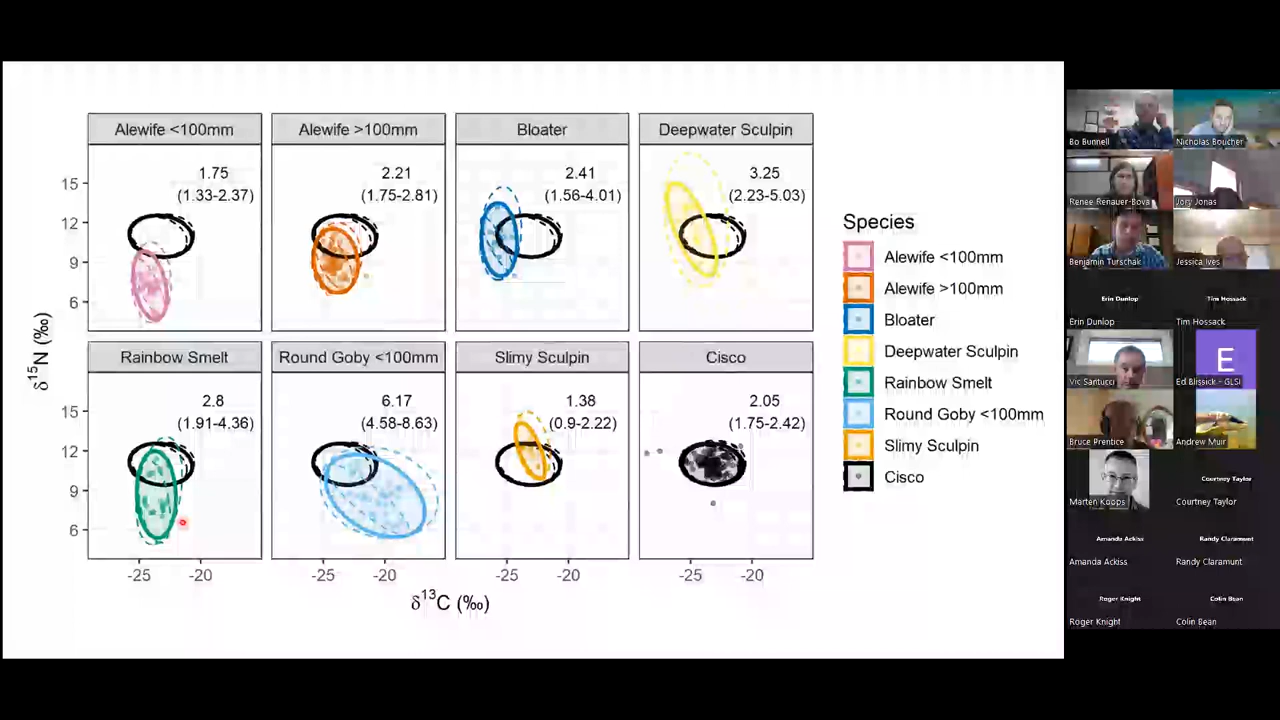 Alewife <100mm
Alewife >100mm
Bloater
Deepwater Sculpin
1.75
(1.33-2.37)
2.21
(1.75-2.81)
2.41
(1.56-4.01)
3.25
(2.23-5.03)
15
12
9
6
Rainbow Smelt
Round Goby <100mm
Slimy Sculpin
Cisco
2.8
(1.91-4.36)
6.17
(4.58-8.63)
1.38
(0.9-2.22)
2.05
(1.75-2.42)
15
12
9
6
-25
-20
-25
-20
-25
-20
-25
-20
δ¹⁵N (‰)
δ¹³C (‰)
Species
Alewife <100mm
Alewife >100mm
Bloater
Deepwater Sculpin
Rainbow Smelt
Round Goby <100mm
Slimy Sculpin
Cisco
Bo Bunnell
Nicholas Boucher
Renee Renauer-Bova
Jory Jonas
Benjamin Turschak
Jessica Ives
Erin Dunlop
Tim Hossack
Erin Dunlop
Tim Hossack
Vic Santucci
E
Ed Blissick - GLSI
Bruce Prentice
Andrew Muir
Marten Koops
Courtney Taylor
Courtney Taylor
Amanda Ackiss
Randy Claramunt
Amanda Ackiss
Randy Claramunt
Roger Knight
Colin Bean
Roger Knight
Colin Bean